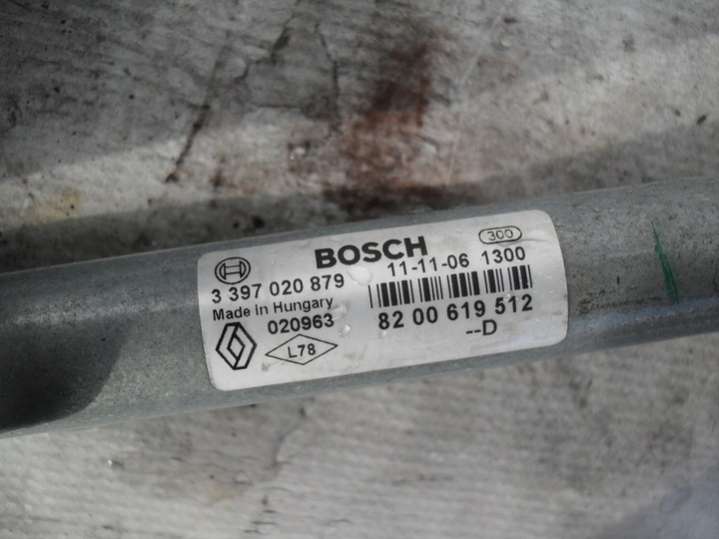 BOSCH 300
3 397 020 879 11-11-06 1300
Made in Hungary
020963 82 00 619 512
L78 --D